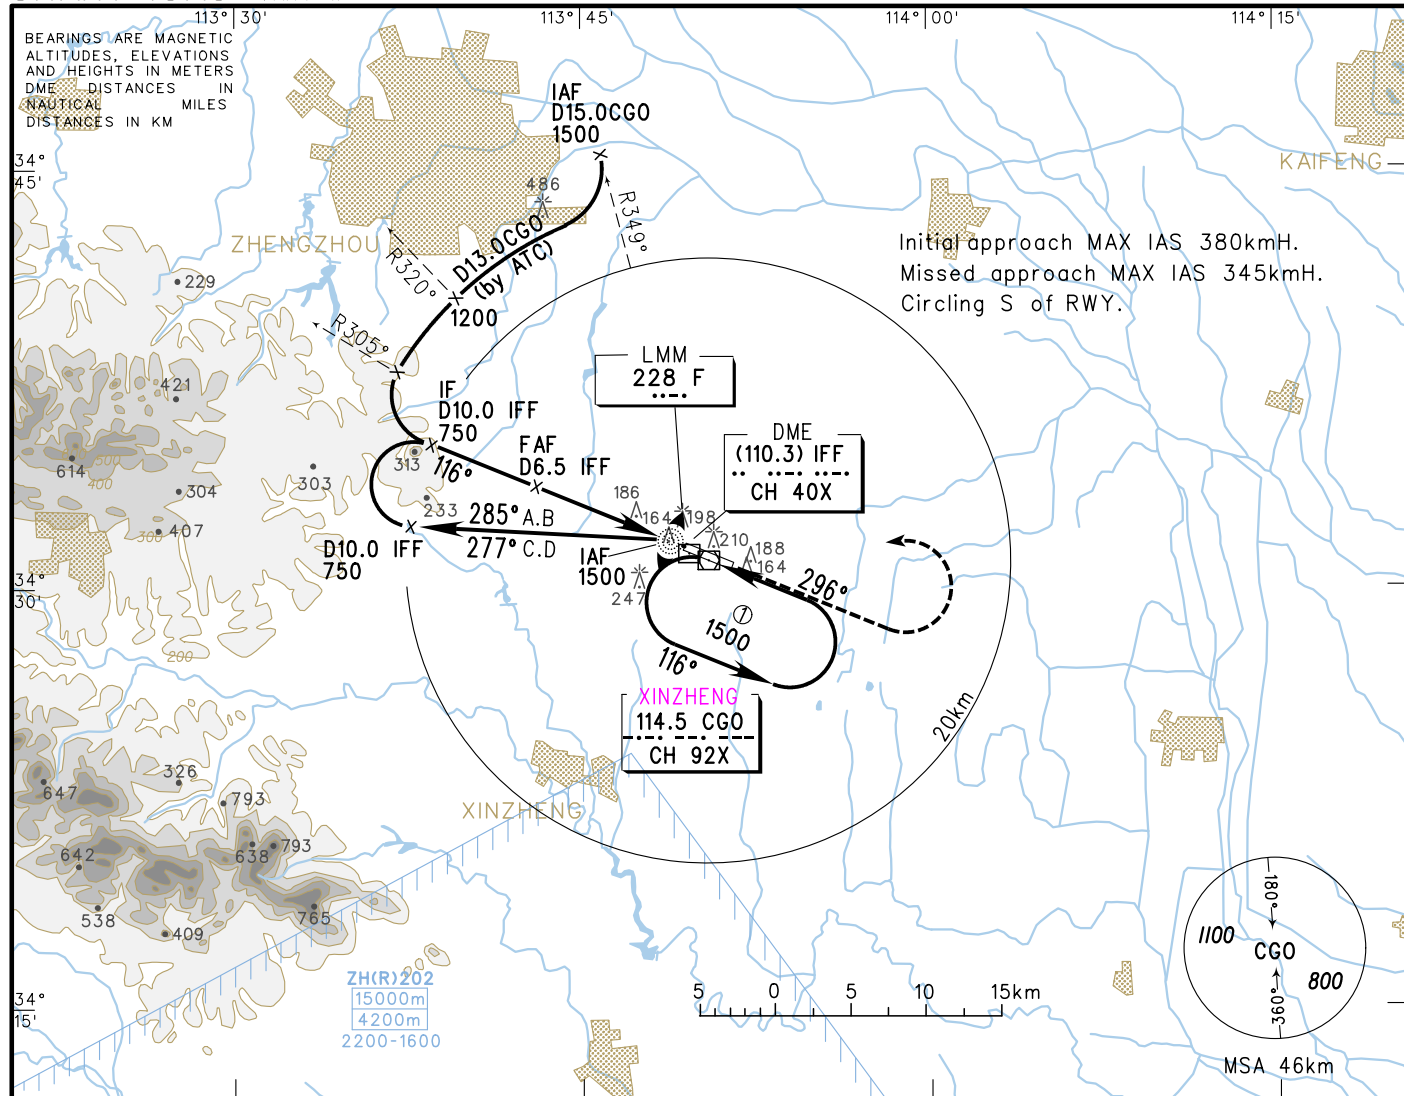 113°30'
113°45'
114°00'
114°15'
BEARINGS ARE MAGNETIC
ALTITUDES, ELEVATIONS
AND HEIGHTS IN METERS
DME DISTANCES IN
NAUTICAL MILES
DISTANCES IN KM
IAF
D15.0CGO
1500
34°
45'
KAIFENG
486
R349°
ZHENGZHOU
D13.0CGO
(by ATC)
R320°
1200
Initial approach MAX IAS 380kmH.
Missed approach MAX IAS 345kmH.
Circling S of RWY.
229
R305°
LMM
228 F
··–·
421
IF
D10.0 IFF
750
DME
(110.3) IFF
·· ··–· ··–·
CH 40X
FAF
D6.5 IFF
313
116°
614
500
400
303
304
233
186
164
198
285° A.B
277° C.D
407
300
210
188
164
D10.0 IFF
750
IAF
1500
247
296°
34°
30'
①
1500
116°
200
XINZHENG
114.5 CGO
–·–· ––· –––
CH 92X
20km
326
647
793
XINZHENG
638
793
642
538
409
765
ZH(R)202
15000m
4200m
2200-1600
5 0 5 10 15km
180°
1100
CGO
800
360°
MSA 46km
34°
15'